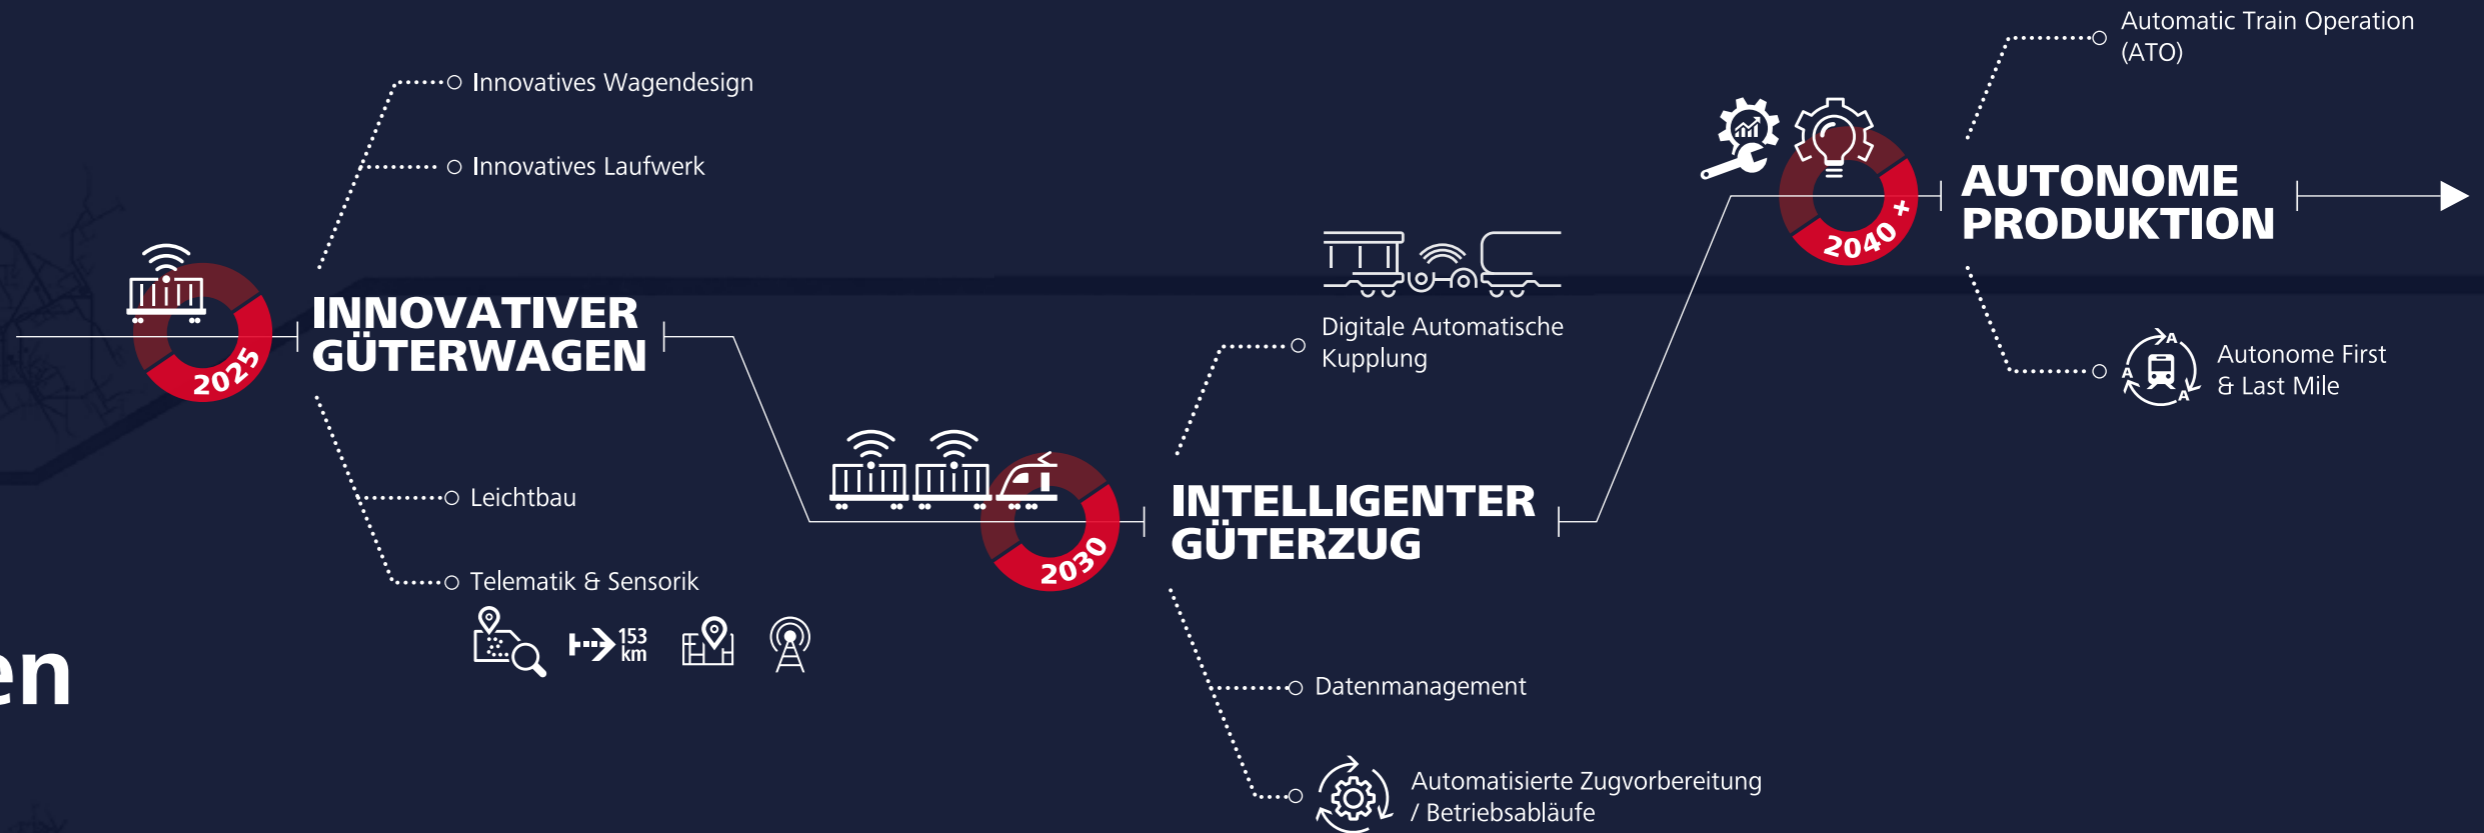 Innovatives Wagendesign
Innovatives Laufwerk
2025
INNOVATIVER
GÜTERWAGEN
Leichtbau
Telematik & Sensorik
153
km
en
Digitale Automatische
Kupplung
2030
INTELLIGENTER
GÜTERZUG
Datenmanagement
Automatisierte Zugvorbereitung
/ Betriebsabläufe
Automatic Train Operation
(ATO)
2040 +
AUTONOME
PRODUKTION
A
A
A
Autonome First
& Last Mile